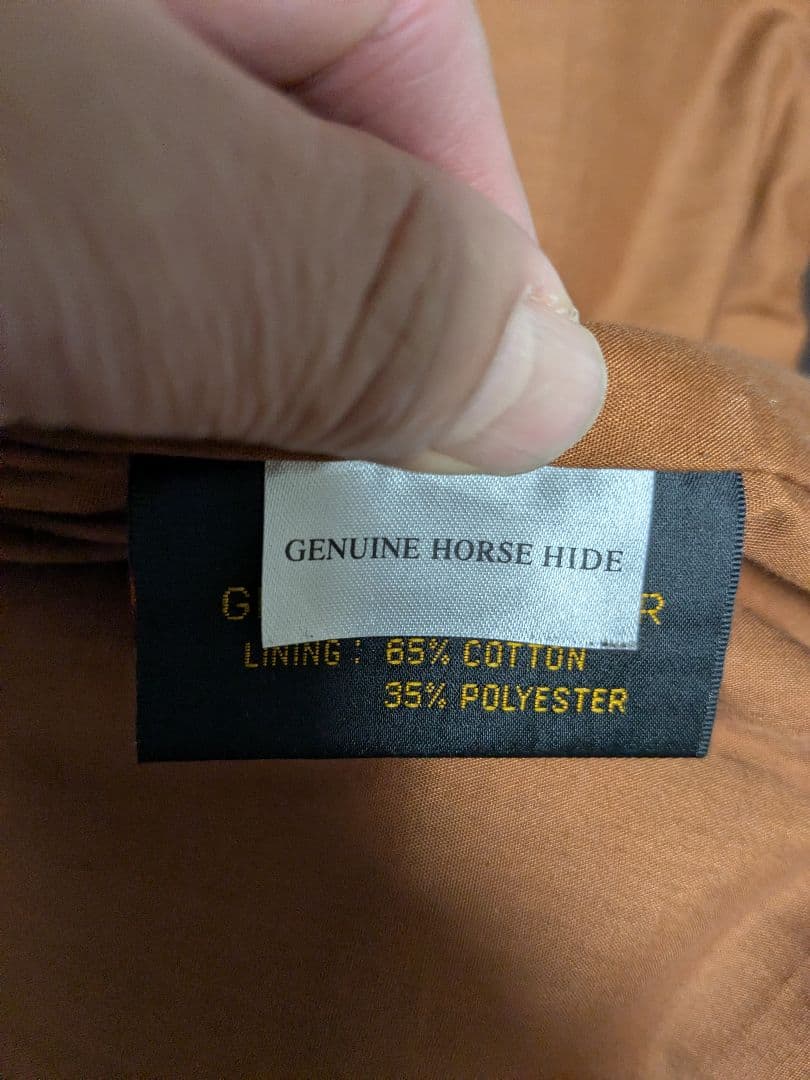 GENUINE HORSE HIDE
LINING : 65% COTTON
35% POLYESTER